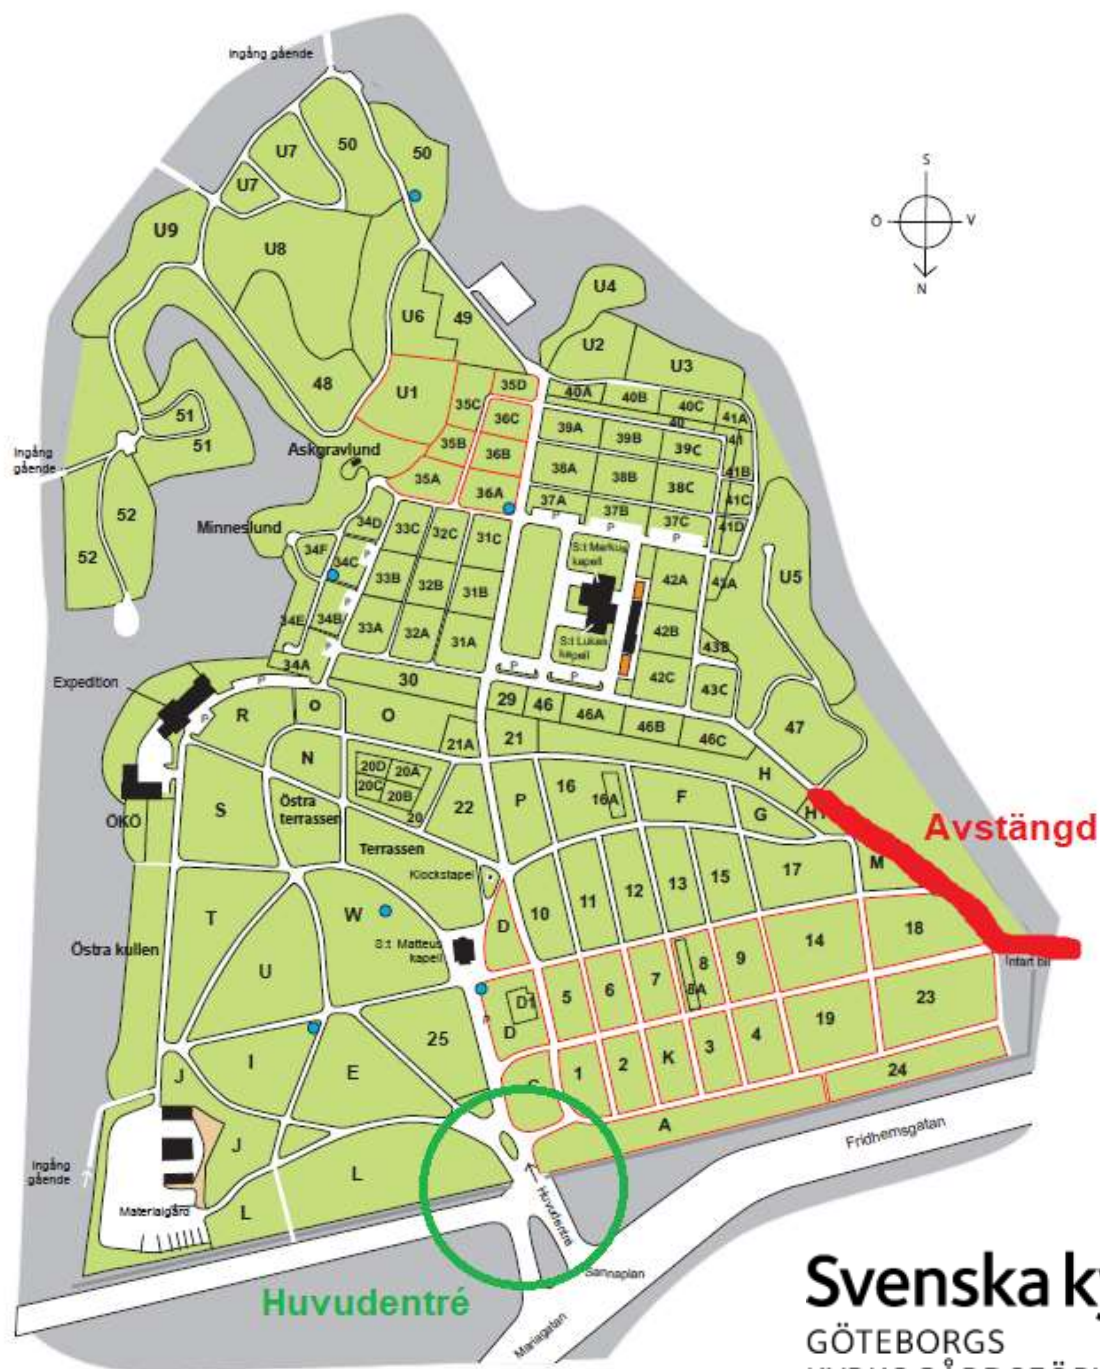 Ingång gående
50
50
U7
U7
U9
U8
S
Ö
V
N
U4
U6
49
U2
U3
48
U1
35D
35C
36C
40A
40B
40C
40
41A
41
39A
39B
39C
51
51
Askgravlund
35B
36B
38A
38B
38C
41B
Ingång
gående
35A
36A
37A
37B
37C
41C
41D
52
52
Minneslund
34D
33C
32C
31C
P
P
P
S:t Markus
kapell
34F
34C
P
33B
32B
31B
42A
43A
U5
34E
34B
P
33A
32A
31A
S:t Lukas
kapell
42B
43B
P
34A
P
P
42C
43C
Expedition
P
30
29
46
46A
46B
46C
47
R
O
O
P
21A
21
N
20D
20A
20C
20B
20
22
P
16
16A
F
H
G
H1
S
Östra
terrassen
ÖKO
Terrassen
Klockstapel
Avstängd
M
17
15
13
12
11
10
T
W
D
Östra kullen
S:t Matteus
kapell
U
14
18
Infart bil
9
8
8A
7
6
5
D1
D
P
23
19
25
4
3
K
2
1
C
I
E
J
24
A
J
Fridhemsgatan
Ingång
gående
L
L
Materialgård
Huvudentré
Sannaplan
Huvudentré
Mariagatan
Svenska ky
GÖTEBORGS